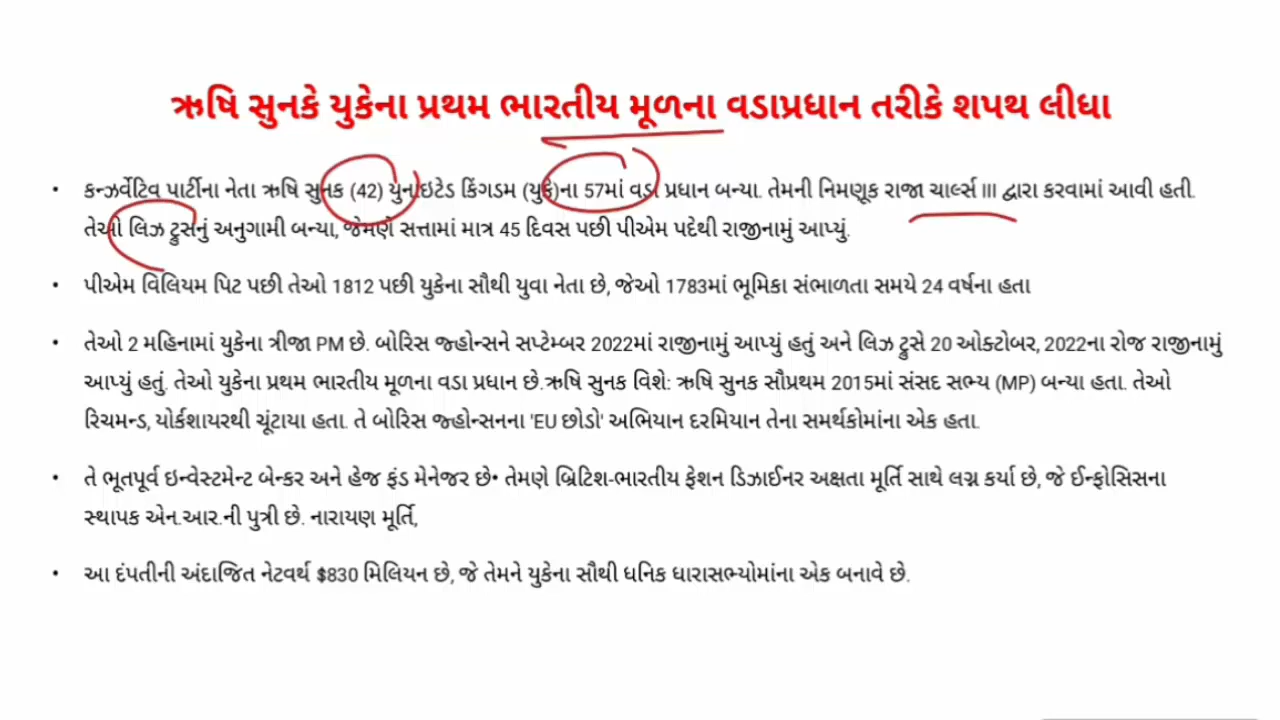 ઋષિ સુનકે યુકેના પ્રથમ ભારતીય મૂળના વડાપ્રધાન તરીકે શપથ લીધા
• કન્ઝર્વેટિવ પાર્ટીના નેતા ઋષિ સુનક (42) યુનાઇટેડ કિંગડમ (યુકે)ના 57માં વડા પ્રધાન બન્યા. તેમની નિમણૂક રાજા ચાર્લ્સ III દ્વારા કરવામાં આવી હતી.
તેઓ લિઝ ટ્રુસનું અનુગામી બન્યા, જેમણે સત્તામાં માત્ર 45 દિવસ પછી પીએમ પદેથી રાજીનામું આપ્યું.
• પીએમ વિલિયમ પિટ પછી તેઓ 1812 પછી યુકેના સૌથી યુવા નેતા છે, જેઓ 1783માં ભૂમિકા સંભાળતા સમયે 24 વર્ષના હતા
• તેઓ 2 મહિનામાં યુકેના ત્રીજા PM છે. બોરિસ જ્હોન્સને સપ્ટેમ્બર 2022માં રાજીનામું આપ્યું હતું અને લિઝ ટ્રુસે 20 ઓક્ટોબર, 2022ના રોજ રાજીનામું
આપ્યું હતું. તેઓ યુકેના પ્રથમ ભારતીય મૂળના વડા પ્રધાન છે.ઋષિ સુનક વિશે: ઋષિ સુનક સૌપ્રથમ 2015માં સંસદ સભ્ય (MP) બન્યા હતા. તેઓ
રિચમન્ડ, યોર્કશાયરથી ચૂંટાયા હતા. તે બોરિસ જ્હોન્સનના 'EU છોડો' અભિયાન દરમિયાન તેના સમર્થકોમાંના એક હતા.
• તે ભૂતપૂર્વ ઇન્વેસ્ટમેન્ટ બેન્કર અને હેજ ફંડ મેનેજર છે• તેમણે બ્રિટિશ-ભારતીય ફેશન ડિઝાઈનર અક્ષતા મૂર્તિ સાથે લગ્ન કર્યા છે, જે ઈન્ફોસિસના
સ્થાપક એન.આર.ની પુત્રી છે. નારાયણ મૂર્તિ,
• આ દંપતીની અંદાજિત નેટવર્થ $830 મિલિયન છે, જે તેમને યુકેના સૌથી ધનિક ધારાસભ્યોમાંના એક બનાવે છે.